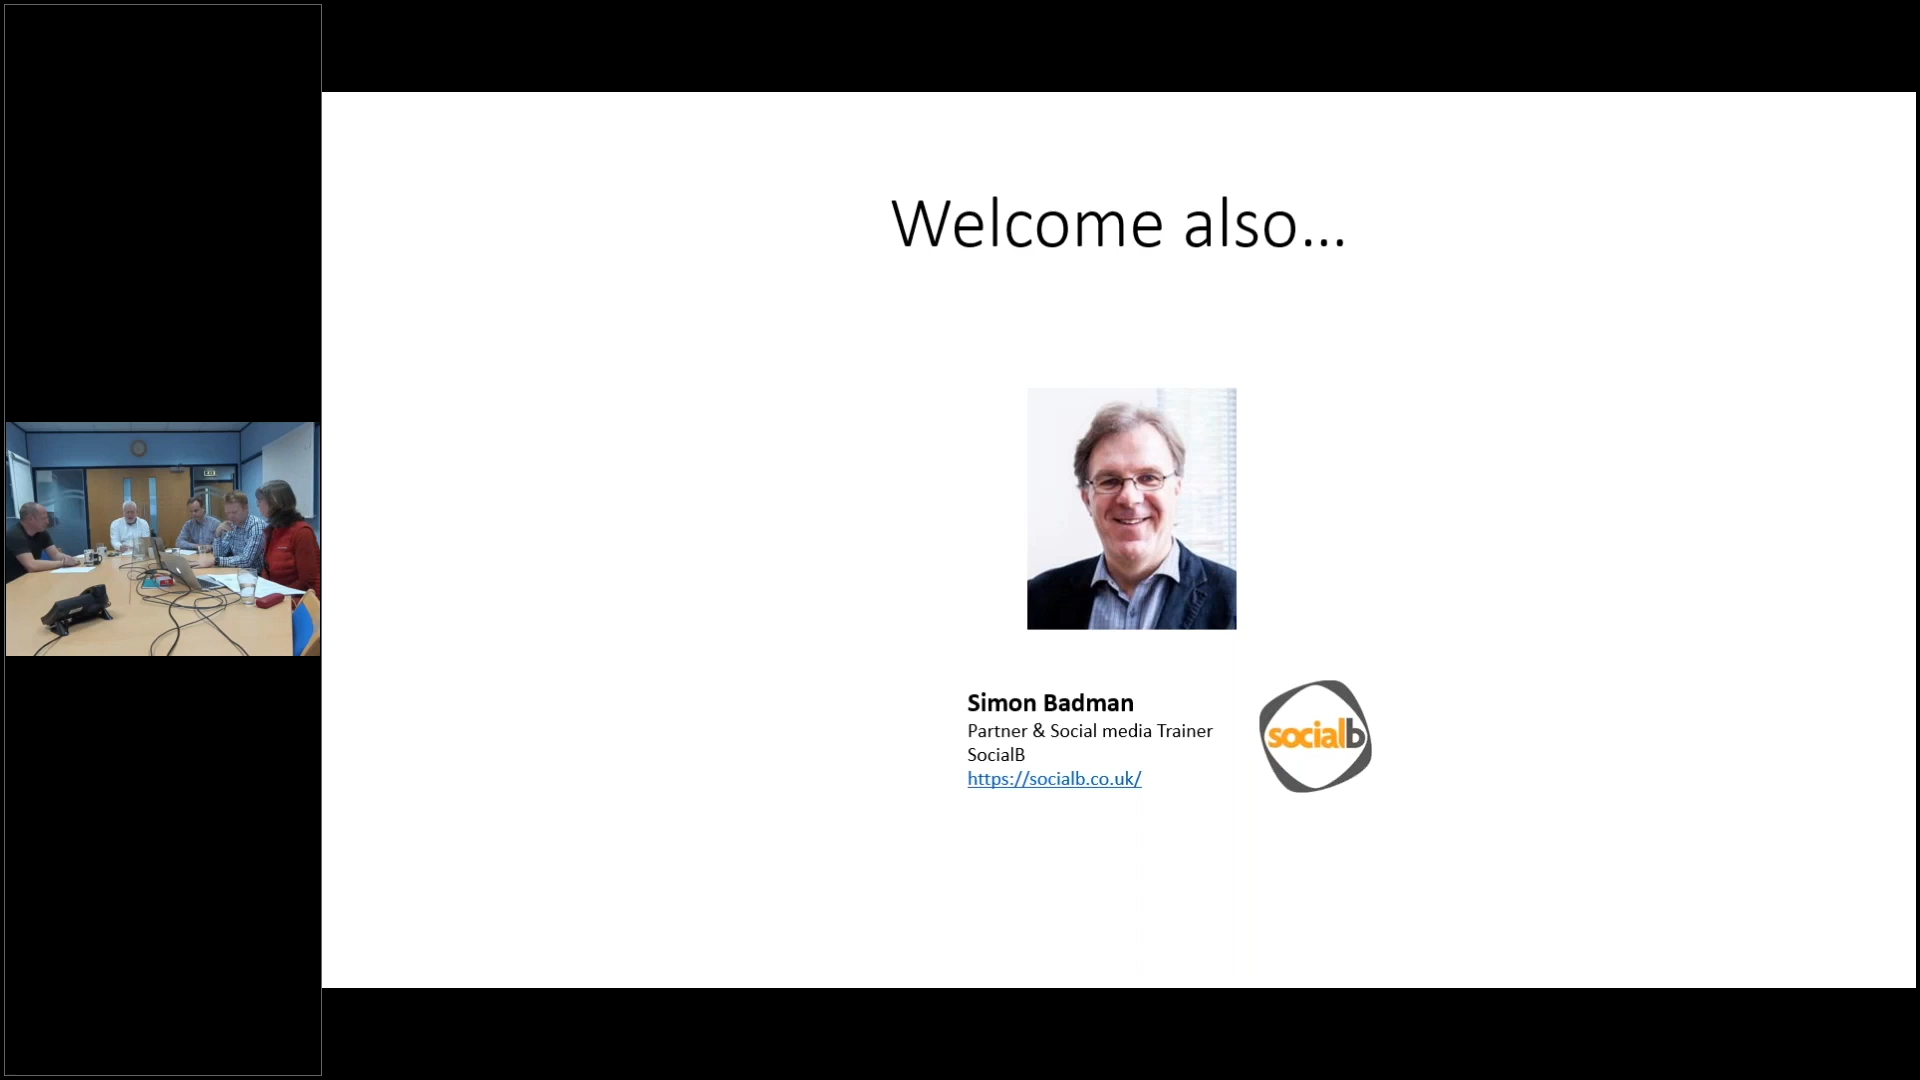 Welcome also...
Simon Badman
Partner & Social media Trainer
SocialB
https://socialb.co.uk/
socialb